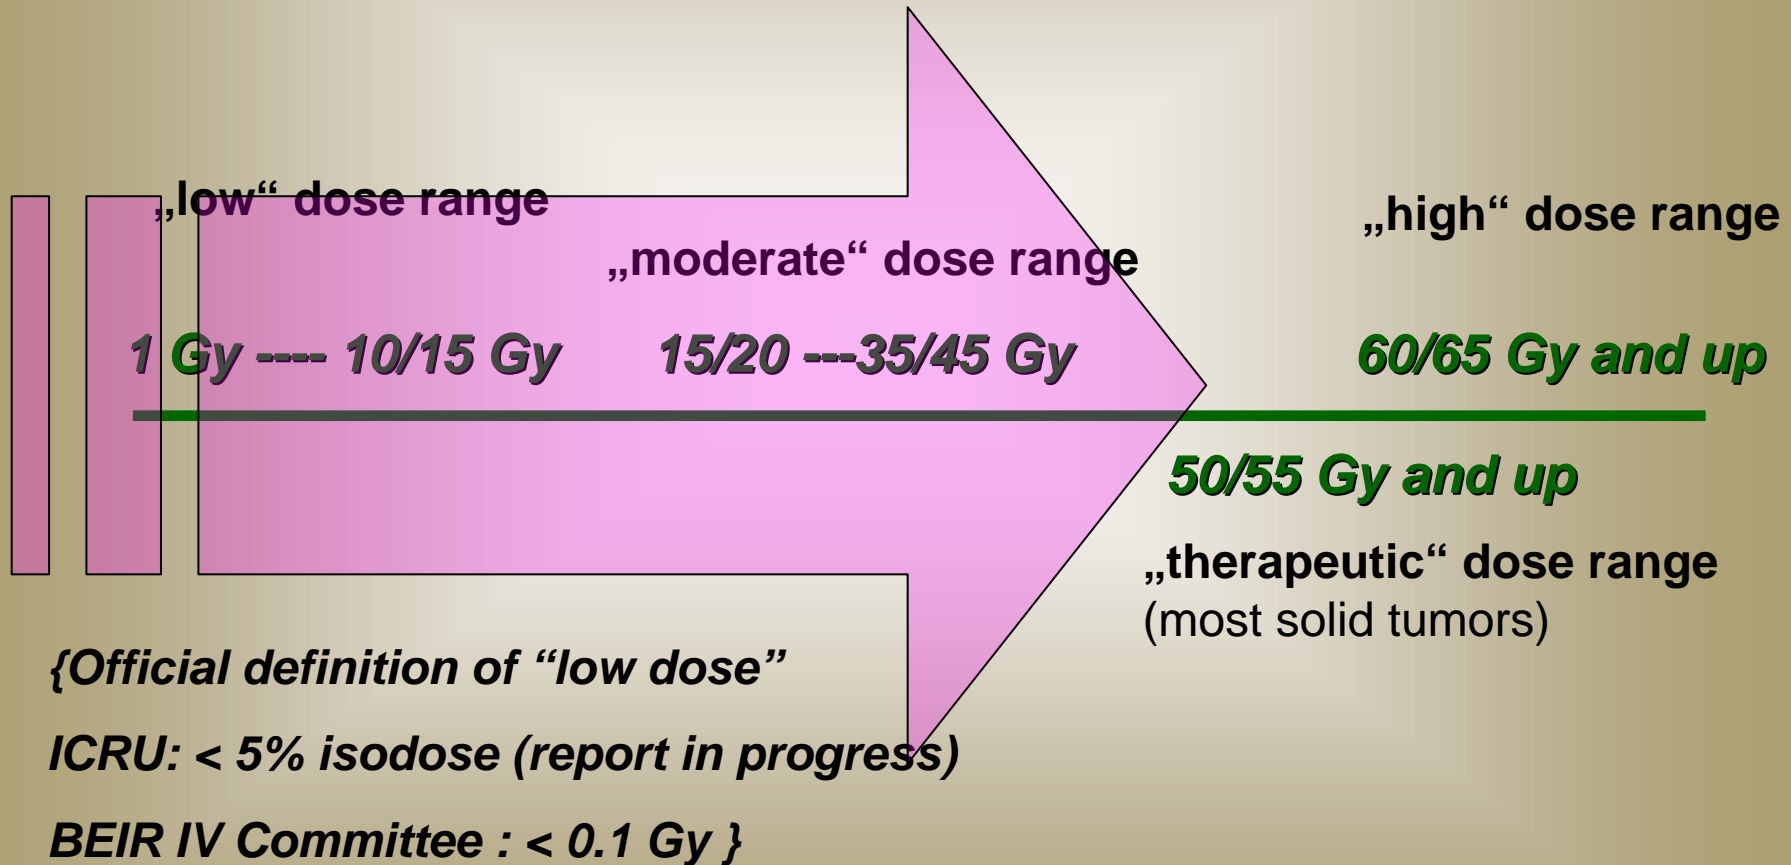 „low“ dose range
„moderate“ dose range
„high“ dose range
1 Gy ---- 10/15 Gy
15/20 ---35/45 Gy
60/65 Gy and up
50/55 Gy and up
„therapeutic“ dose range
(most solid tumors)
{Official definition of “low dose”
ICRU: < 5% isodose (report in progress)
BEIR IV Committee : < 0.1 Gy }